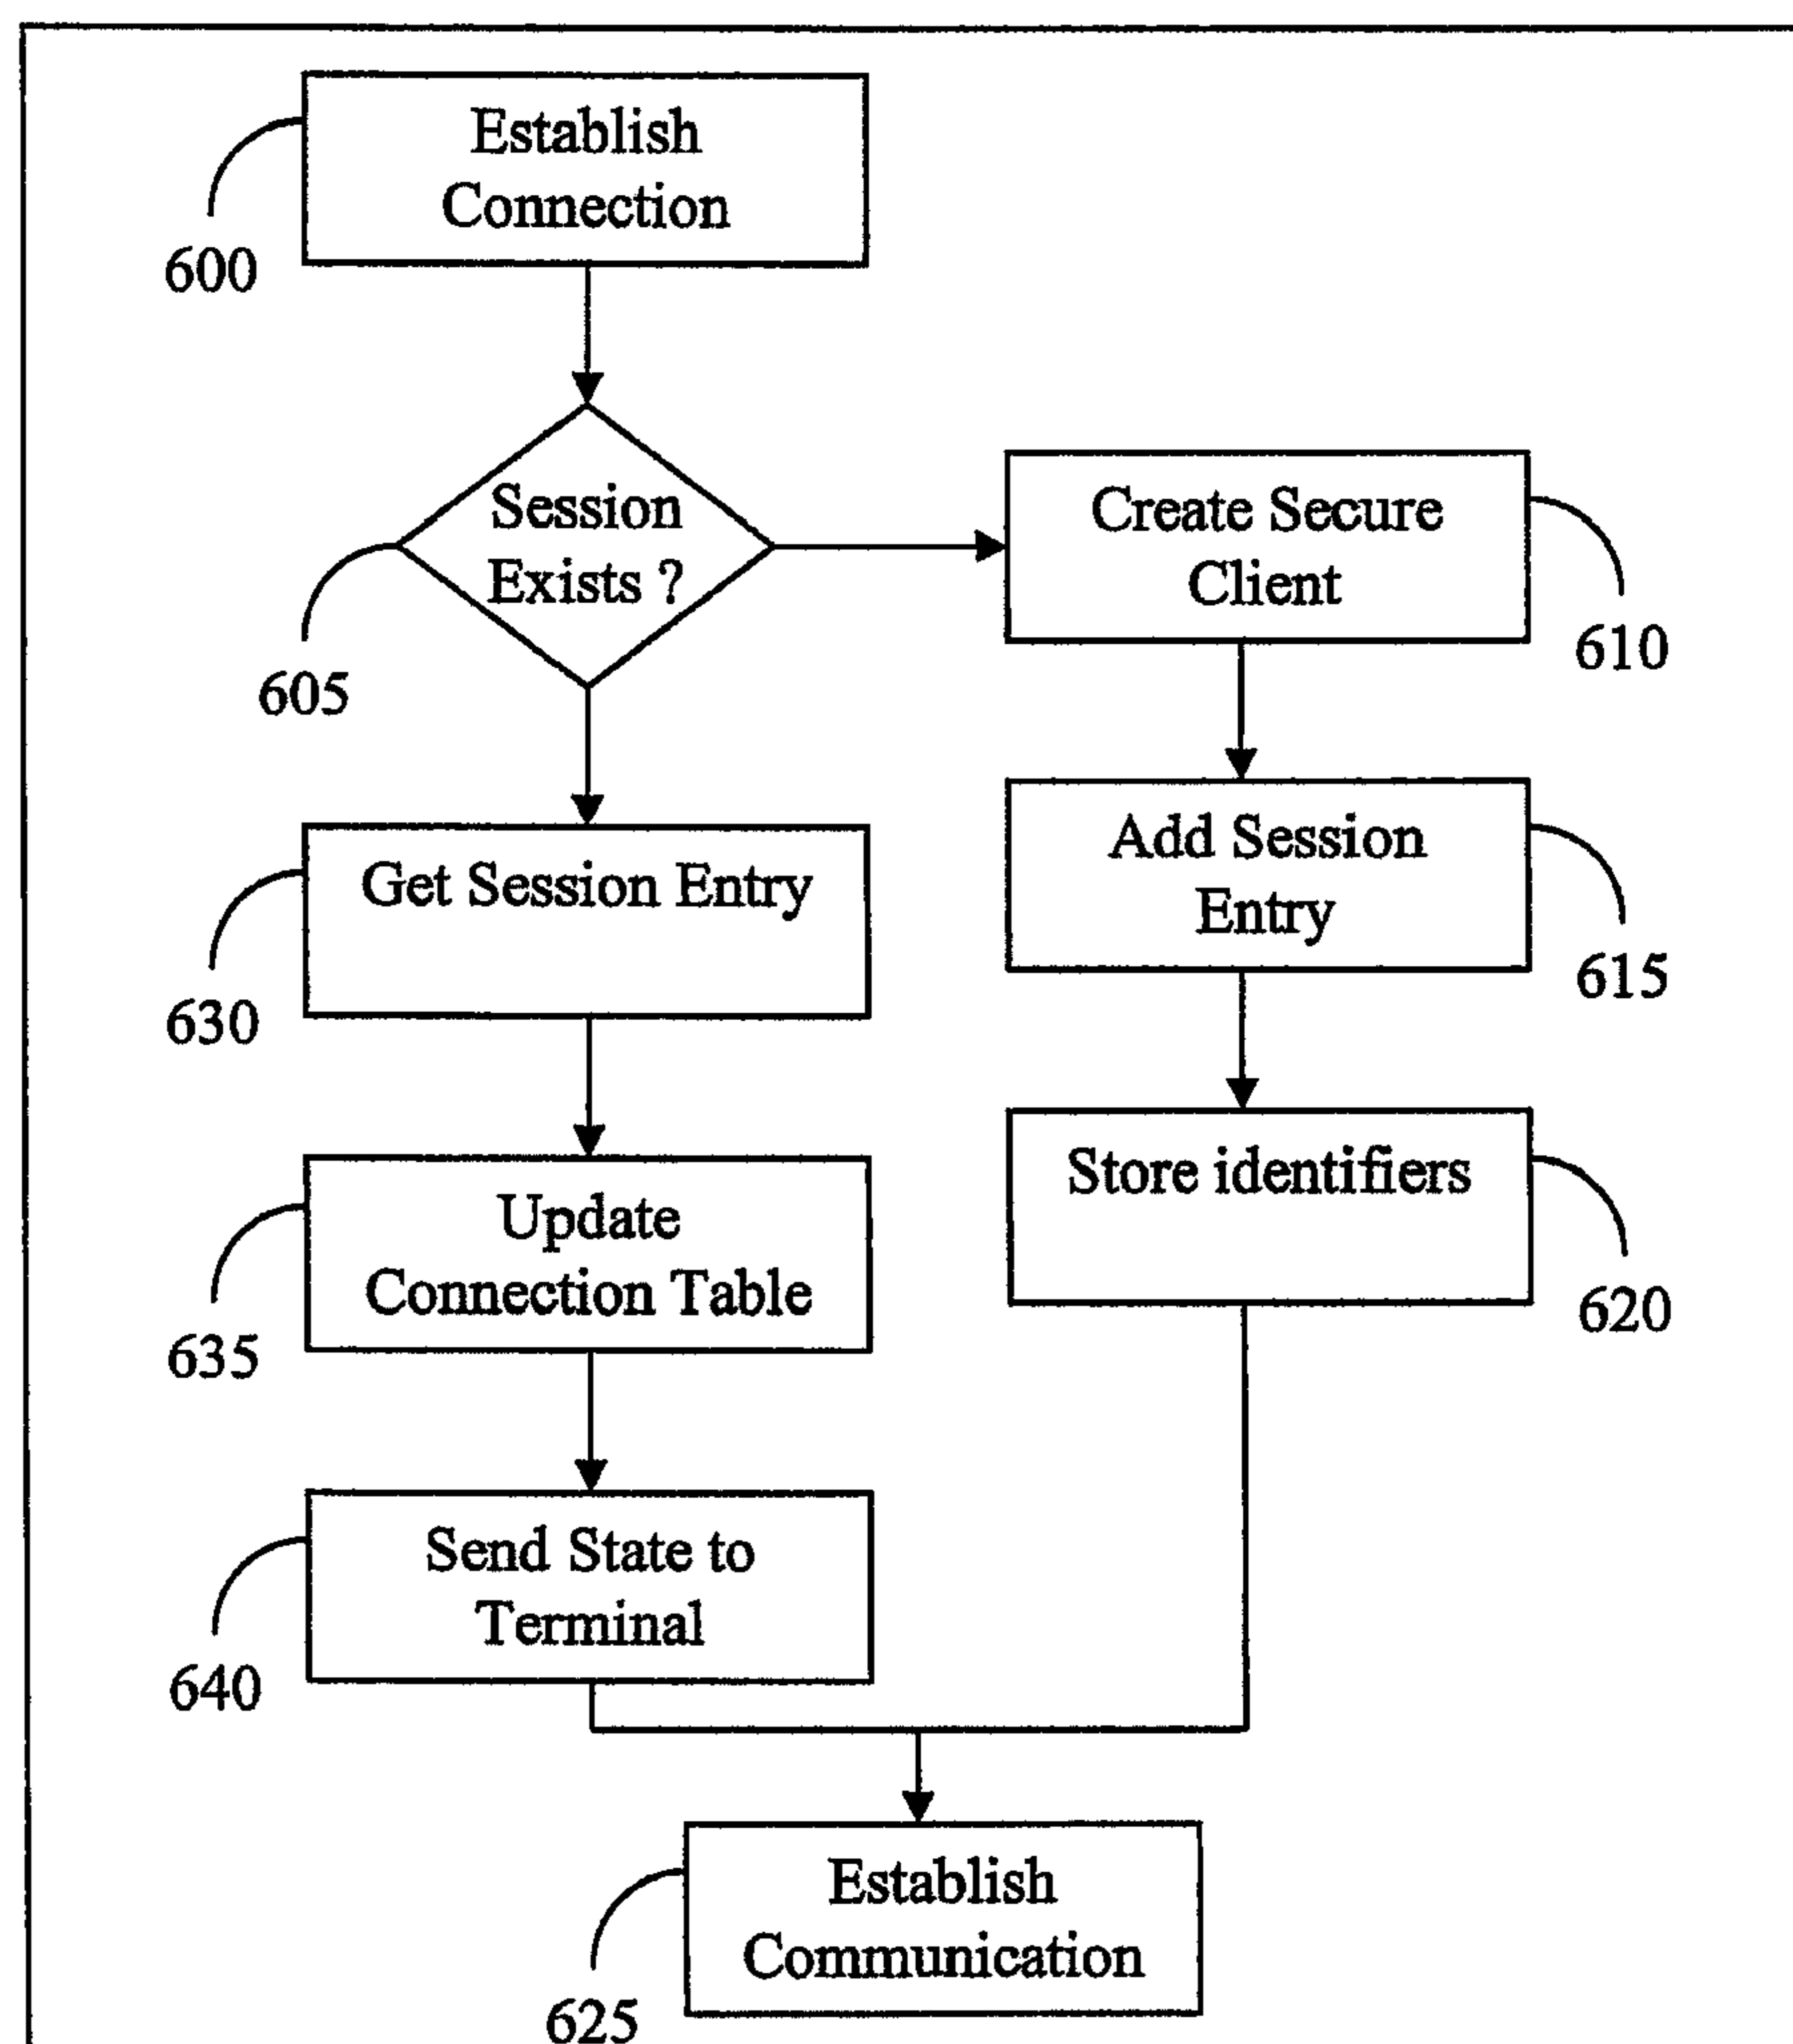 Establish
Connection
600
Session
Exists ?
605
Create Secure
Client
610
Add Session
Entry
615
Store identifiers
620
Get Session Entry
630
Update
Connection Table
635
Send State to
Terminal
640
Establish
Communication
625